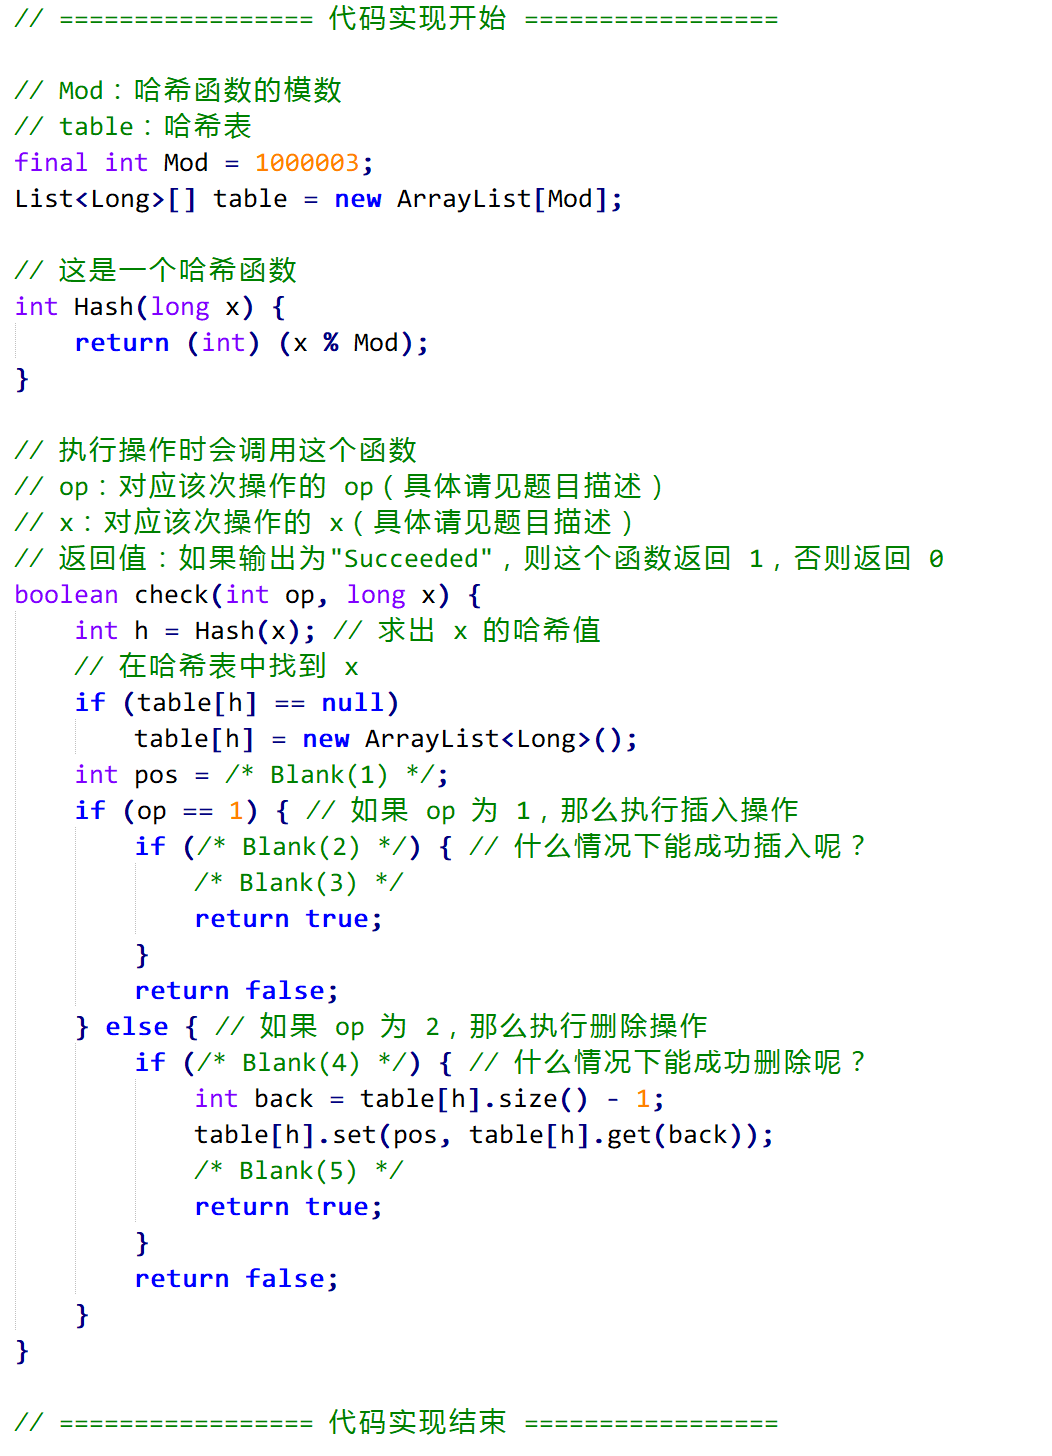 // ================= 代码实现开始 =================
// Mod：哈希函数的模数
// table：哈希表
final int Mod = 1000003;
List<Long>[] table = new ArrayList[Mod];
// 这是一个哈希函数
int Hash(long x) {
    return (int) (x % Mod);
}
// 执行操作时会调用这个函数
// op：对应该次操作的 op（具体请见题目描述）
// x：对应该次操作的 x（具体请见题目描述）
// 返回值：如果输出为"Succeeded"，则这个函数返回 1，否则返回 0
boolean check(int op, long x) {
    int h = Hash(x); // 求出 x 的哈希值
    // 在哈希表中找到 x
    if (table[h] == null)
        table[h] = new ArrayList<Long>();
    int pos = /* Blank(1) */;
    if (op == 1) { // 如果 op 为 1，那么执行插入操作
        if (/* Blank(2) */) { // 什么情况下能成功插入呢？
            /* Blank(3) */
            return true;
        }
        return false;
    } else { // 如果 op 为 2，那么执行删除操作
        if (/* Blank(4) */) { // 什么情况下能成功删除呢？
            int back = table[h].size() - 1;
            table[h].set(pos, table[h].get(back));
            /* Blank(5) */
            return true;
        }
        return false;
    }
}
// ================= 代码实现结束 =================